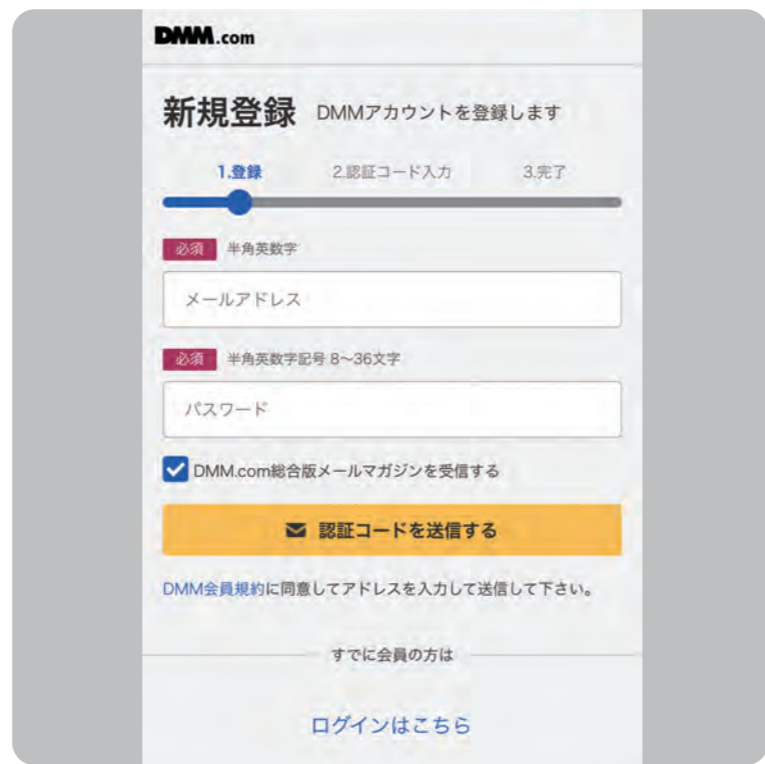 DMM.com
新規登録 DMMアカウントを登録します
1.登録 2.認証コード入力 3.完了
必須 半角英数字
メールアドレス
必須 半角英数字記号 8〜36文字
パスワード
DMM.com総合版メールマガジンを受信する
認証コードを送信する
DMM会員規約に同意してアドレスを入力して送信して下さい。
すでに会員の方は
ログインはこちら